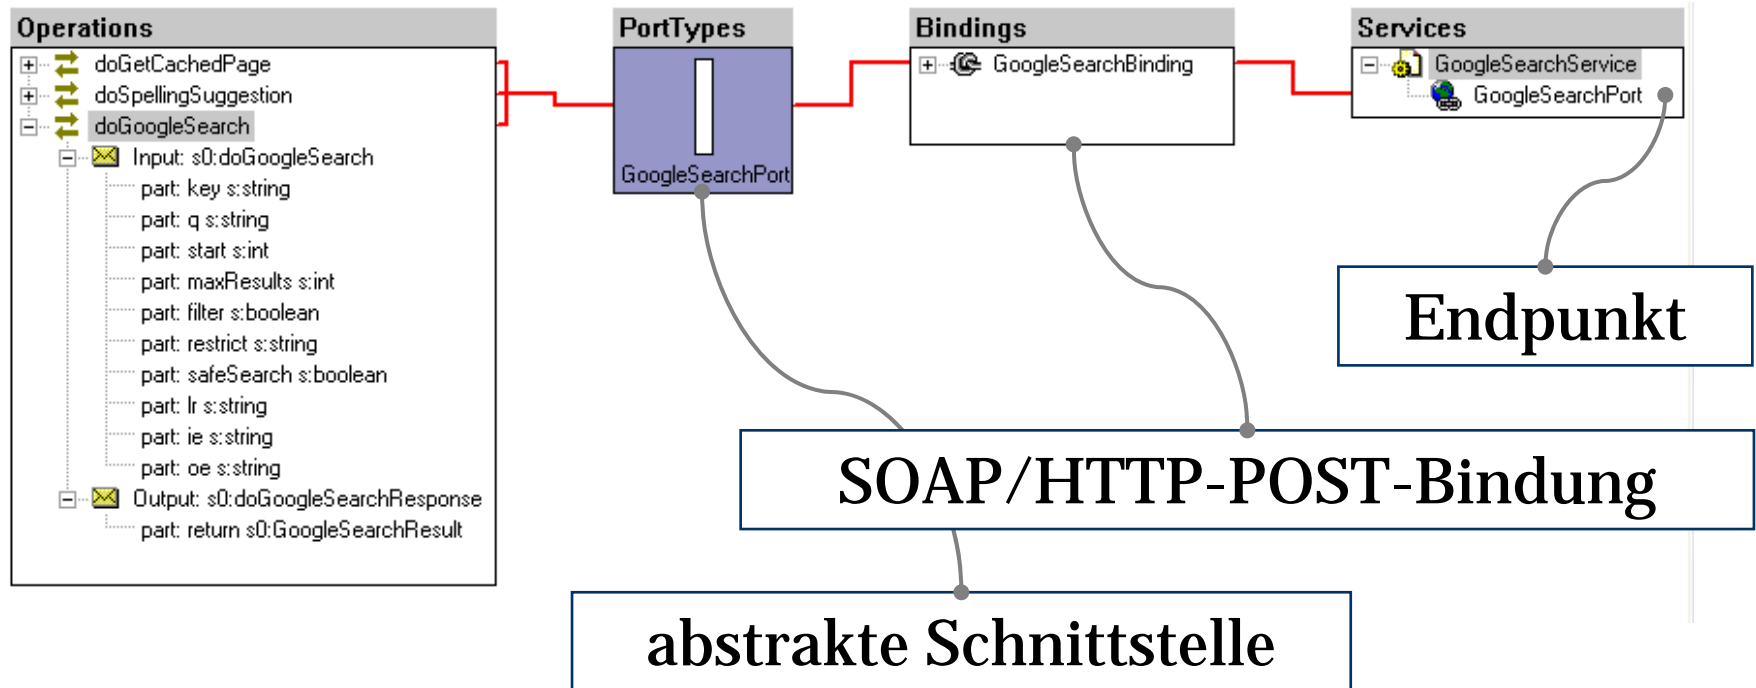 Operations
doGetCachedPage
doSpellingSuggestion
doGoogleSearch
Input: s0:doGoogleSearch
part: key s:string
part: q s:string
part: start s:int
part: maxResults s:int
part: filter s:boolean
part: restrict s:string
part: safeSearch s:boolean
part: lr s:string
part: ie s:string
part: oe s:string
Output: s0:doGoogleSearchResponse
part: return s0:GoogleSearchResult
PortTypes
GoogleSearchPort
Bindings
GoogleSearchBinding
Services
GoogleSearchService
GoogleSearchPort
Endpunkt
SOAP/HTTP-POST-Bindung
abstrakte Schnittstelle